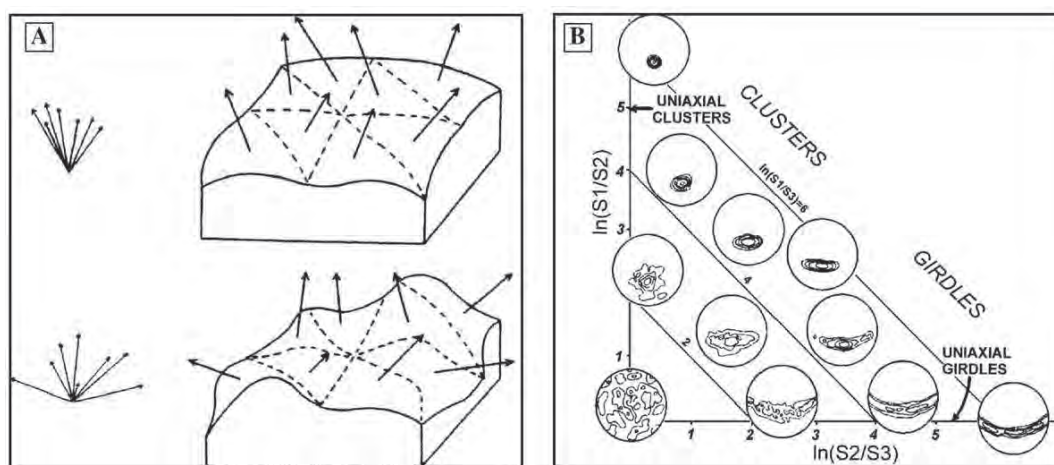 A
B
CLUSTERS
5
UNIAXIAL
CLUSTERS
ln(S1/S3)=6
4
ln(S1/S2)
3
GIRDLES
4
2
1
UNIAXIAL
GIRDLES
1
2
3
4
5
ln(S2/S3)